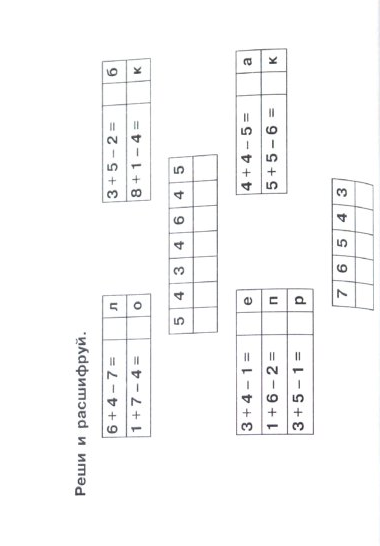 Реши и расшифруй.
6 + 4 – 7 = л 3 + 5 – 2 = б
1 + 7 – 4 = о 8 + 1 – 4 = к
5 4 3 4 6 4 5
3 + 4 – 1 = е 4 + 4 – 5 = а
1 + 6 – 2 = п 5 + 5 – 6 = к
3 + 5 – 1 = р
7 6 5 4 3